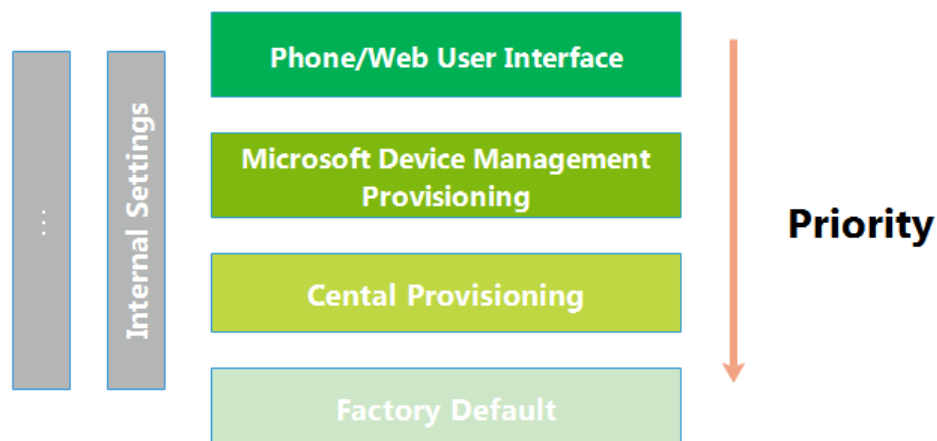 ...
Internal Settings
Phone/Web User Interface
Microsoft Device Management
Provisioning
Cental Provisioning
Factory Default
Priority